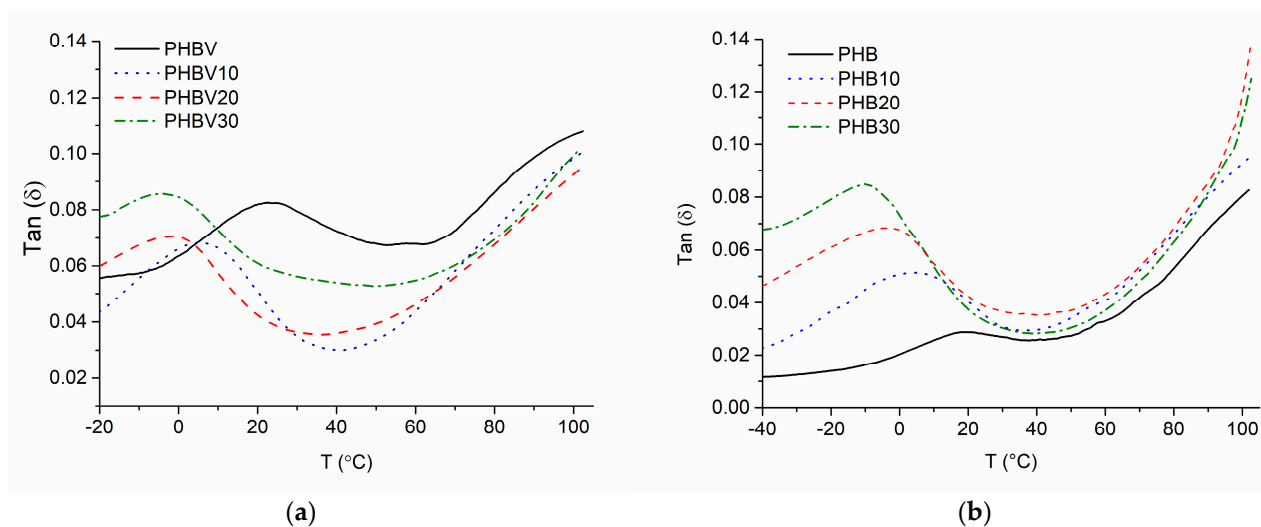 0.14
0.12
0.10
0.08
0.06
0.04
0.02
Tan (δ)
PHBV
PHBV10
PHBV20
PHBV30
-20 0 20 40 60 80 100
T (°C)
(a)
0.14
0.12
0.10
0.08
0.06
0.04
0.02
0.00
Tan (δ)
PHB
PHB10
PHB20
PHB30
-40 -20 0 20 40 60 80 100
T (°C)
(b)